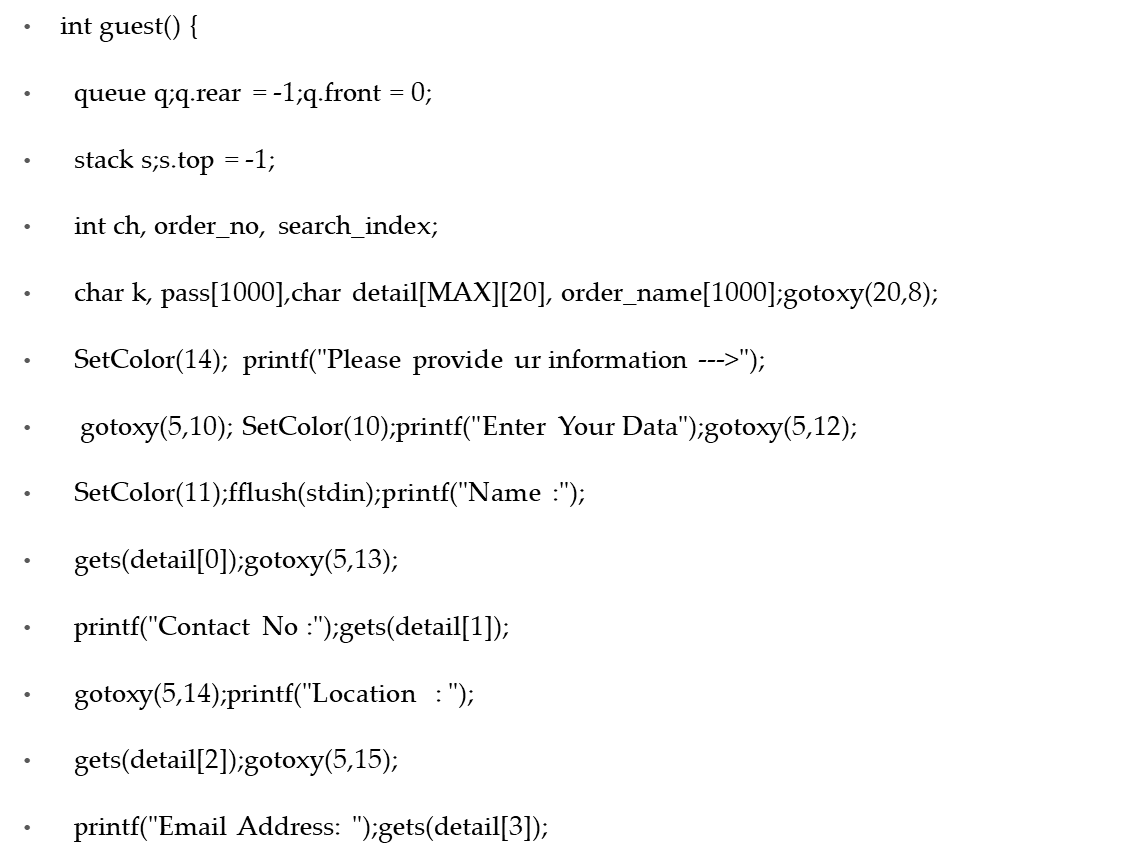 • int guest() {
• queue q;q.rear = -1;q.front = 0;
• stack s;s.top = -1;
• int ch, order_no, search_index;
• char k, pass[1000],char detail[MAX][20], order_name[1000];gotoxy(20,8);
• SetColor(14); printf("Please provide ur information --->");
• gotoxy(5,10); SetColor(10);printf("Enter Your Data");gotoxy(5,12);
• SetColor(11);fflush(stdin);printf("Name :");
• gets(detail[0]);gotoxy(5,13);
• printf("Contact No :");gets(detail[1]);
• gotoxy(5,14);printf("Location : ");
• gets(detail[2]);gotoxy(5,15);
• printf("Email Address: ");gets(detail[3]);